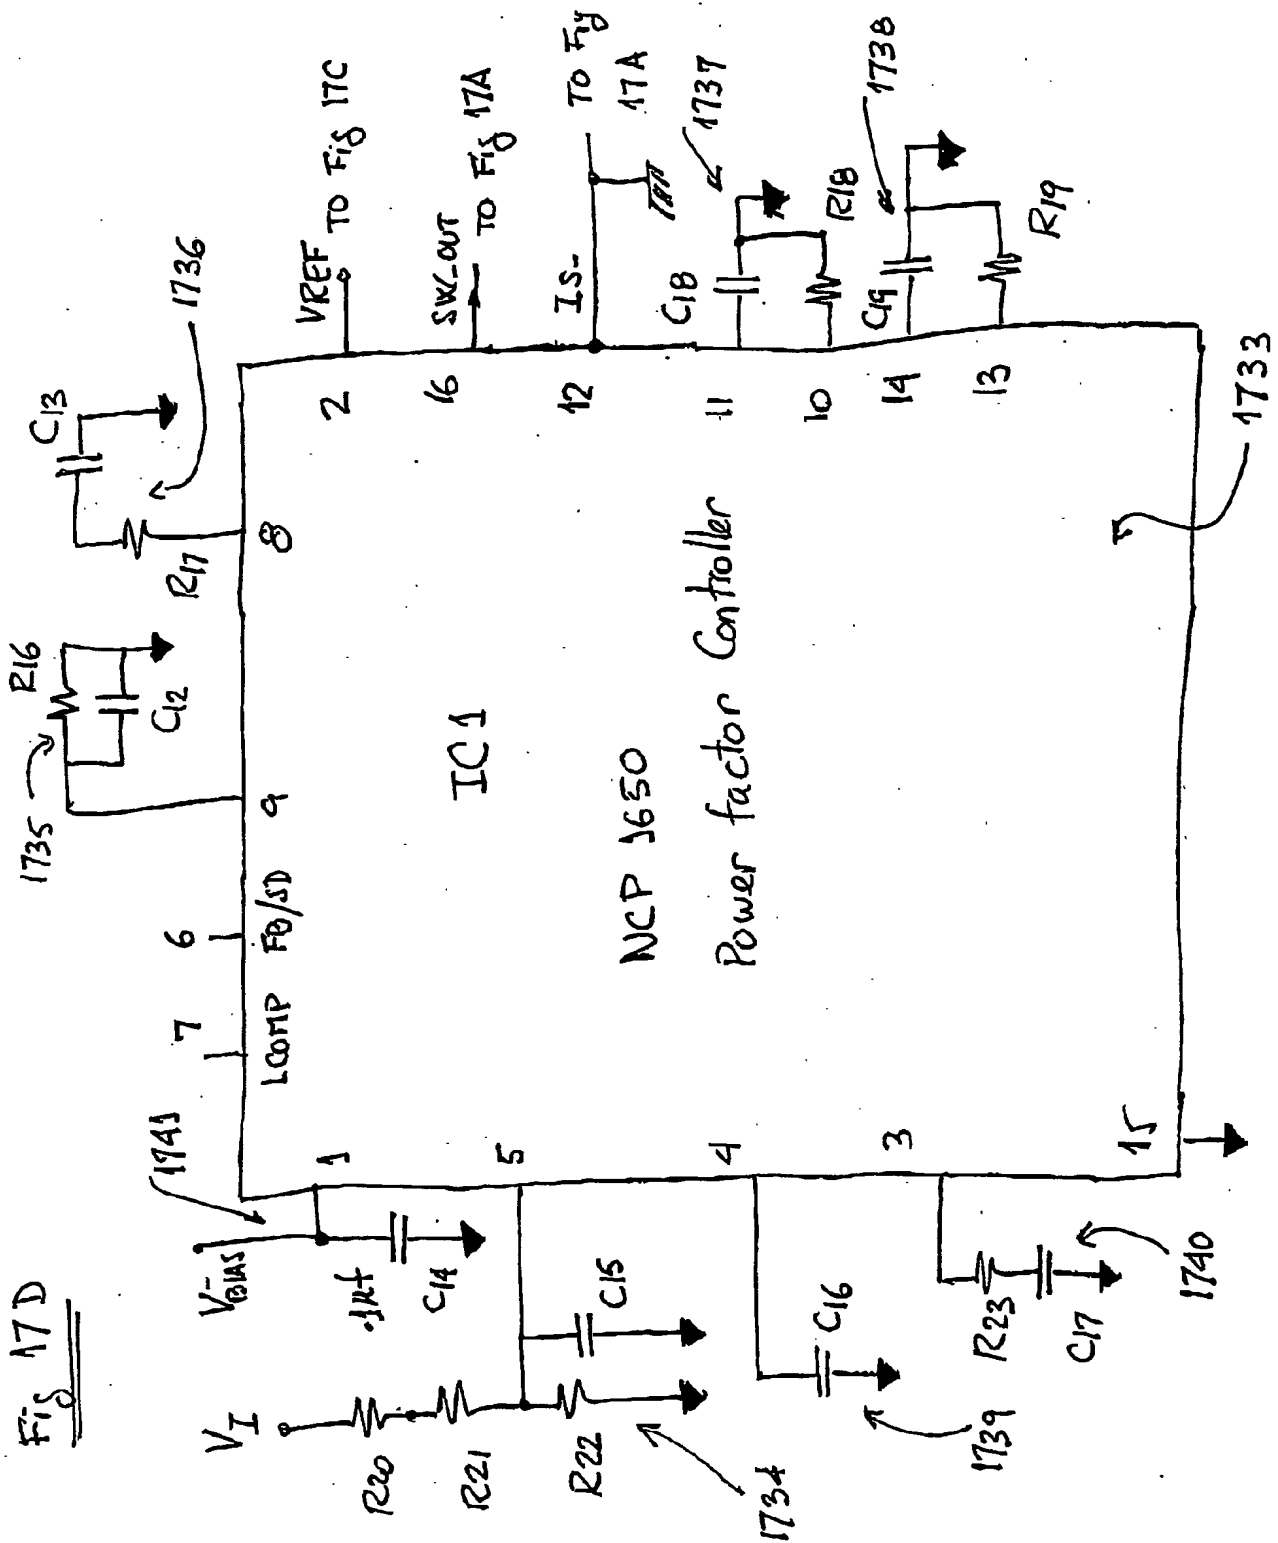 Fig 17D
1735
R16
C12
C13
1736
R17
7
6
9
8
LCOMP
FB/SD
1741
V-BIAS
.1µf
C14
VI
R20
R21
R22
C15
1734
1
5
4
3
15
C16
1739
R23
C17
1740
IC1
NCP 1650
Power factor Controller
2
16
12
11
10
14
13
VREF TO Fig 17C
SW_OUT TO Fig 17A
IS- TO Fig 17A
C18
R18
1737
C19
R19
1738
1733